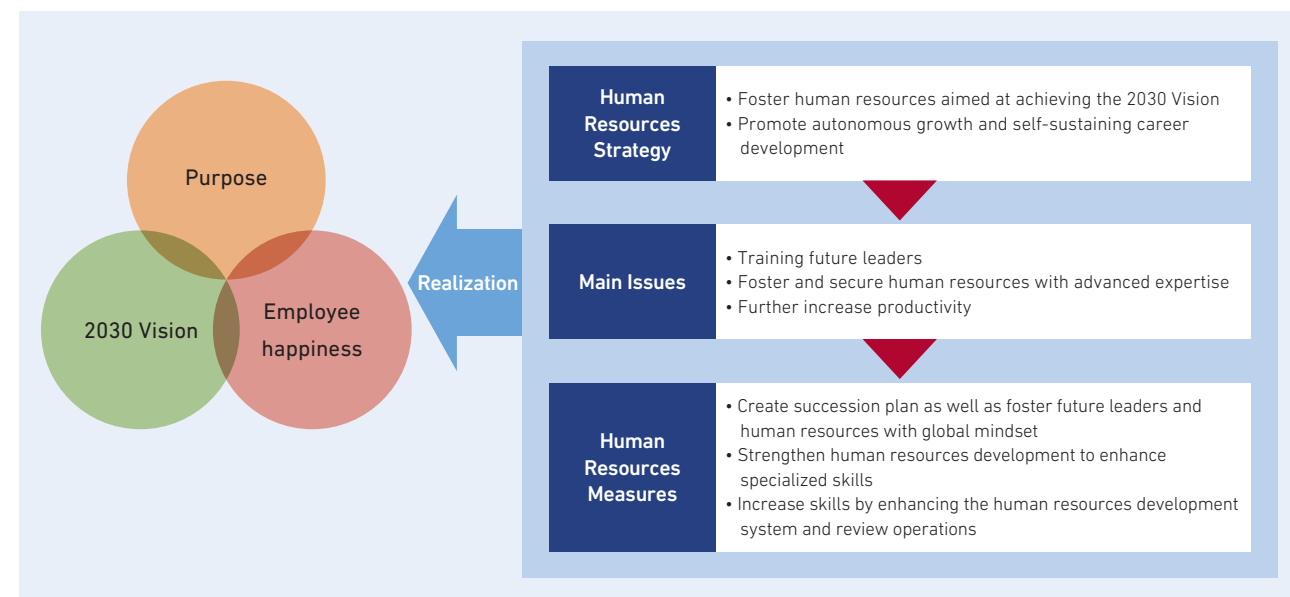 Purpose
2030 Vision
Employee
happiness
Realization
Human
Resources
Strategy
• Foster human resources aimed at achieving the 2030 Vision
• Promote autonomous growth and self-sustaining career
development
Main Issues
• Training future leaders
• Foster and secure human resources with advanced expertise
• Further increase productivity
Human
Resources
Measures
• Create succession plan as well as foster future leaders and
human resources with global mindset
• Strengthen human resources development to enhance
specialized skills
• Increase skills by enhancing the human resources development
system and review operations